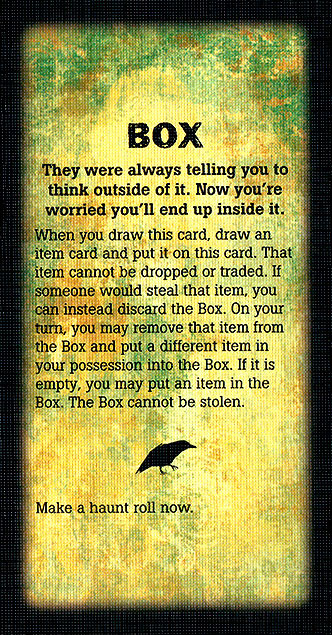 BOX
They were always telling you to
think outside of it. Now you're
worried you'll end up inside it.
When you draw this card, draw an
item card and put it on this card. That
item cannot be dropped or traded. If
someone would steal that item, you
can instead discard the Box. On your
turn, you may remove that item from
the Box and put a different item in
your possession into the Box. If it is
empty, you may put an item in the
Box. The Box cannot be stolen.
Make a haunt roll now.